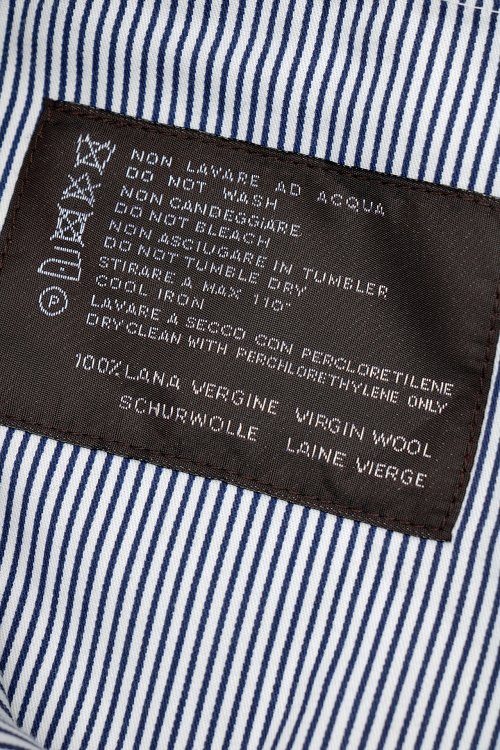 NON LAVARE AD ACQUA
DO NOT WASH
NON CANDEGGIARE
DO NOT BLEACH
NON ASCIUGARE IN TUMBLER
DO NOT TUMBLE DRY
STIRARE A MAX 110°
COOL IRON
LAVARE A SECCO CON PERCLORETILENE
DRY CLEAN WITH PERCHLORETHYLENE ONLY
P
100% LANA VERGINE VIRGIN WOOL
SCHURWOLLE LAINE VIERGE